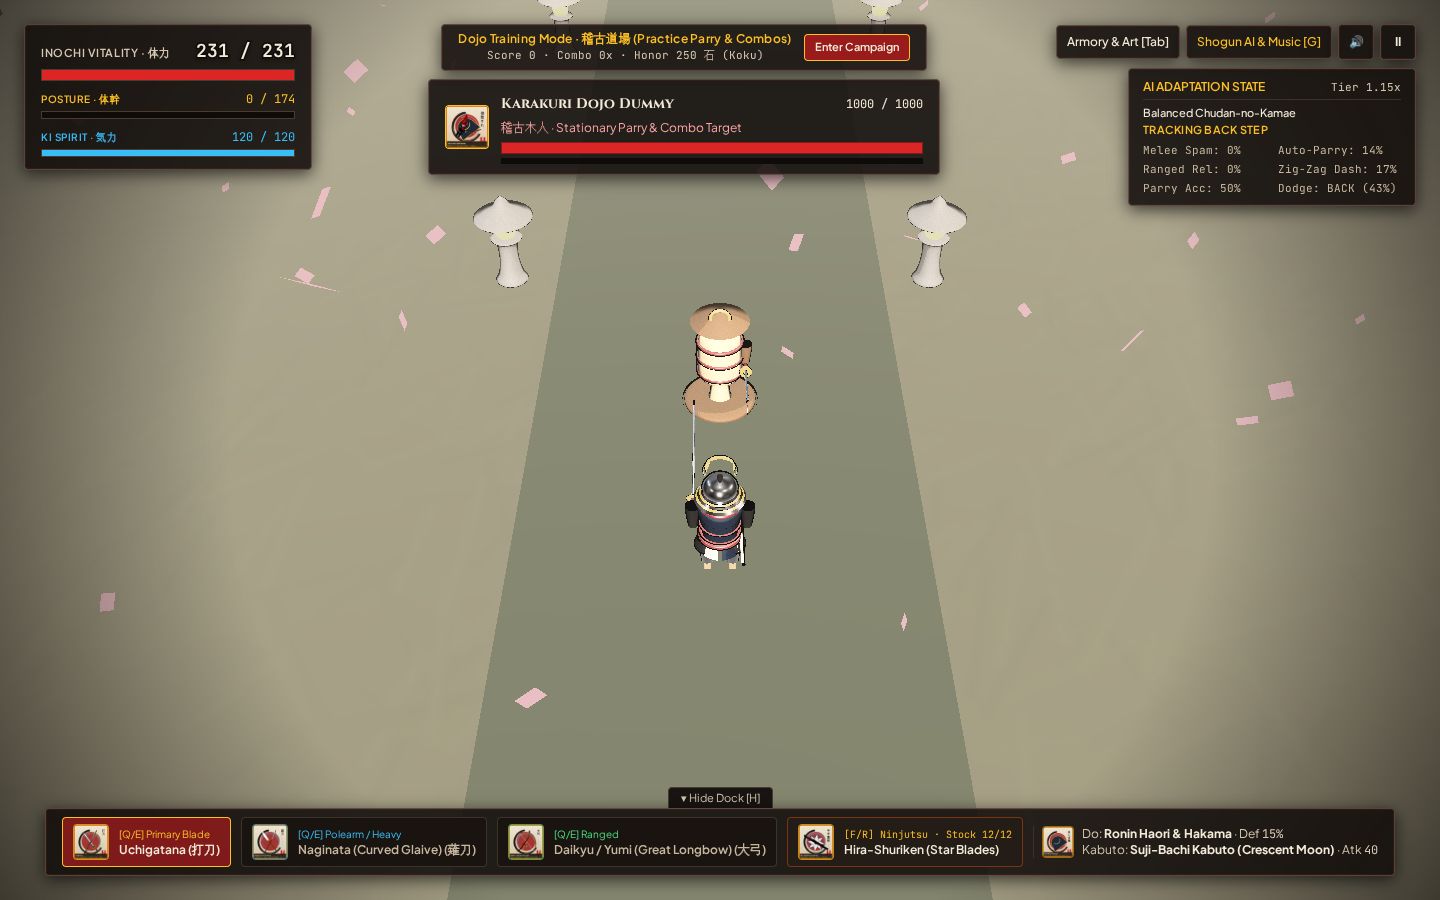 INOCHI VITALITY · 体力 231 / 231
POSTURE · 体幹 0 / 174
KI SPIRIT · 気力 120 / 120
Dojo Training Mode · 稽古道場 (Practice Parry & Combos)
Score 0 · Combo 0x · Honor 250 石 (Koku)
Enter Campaign
Karakuri Dojo Dummy 1000 / 1000
稽古木人 · Stationary Parry & Combo Target
Armory & Art [Tab]
Shogun AI & Music [G]
AI ADAPTATION STATE Tier 1.15x
Balanced Chudan-no-Kamae
TRACKING BACK STEP
Melee Spam: 0% Auto-Parry: 14%
Ranged Rel: 0% Zig-Zag Dash: 17%
Parry Acc: 50% Dodge: BACK (43%)
▾ Hide Dock [H]
[Q/E] Primary Blade
Uchigatana (打刀)
[Q/E] Polearm / Heavy
Naginata (Curved Glaive) (薙刀)
[Q/E] Ranged
Daikyu / Yumi (Great Longbow) (大弓)
[F/R] Ninjutsu · Stock 12/12
Hira-Shuriken (Star Blades)
Do: Ronin Haori & Hakama · Def 15%
Kabuto: Suji-Bachi Kabuto (Crescent Moon) · Atk 40